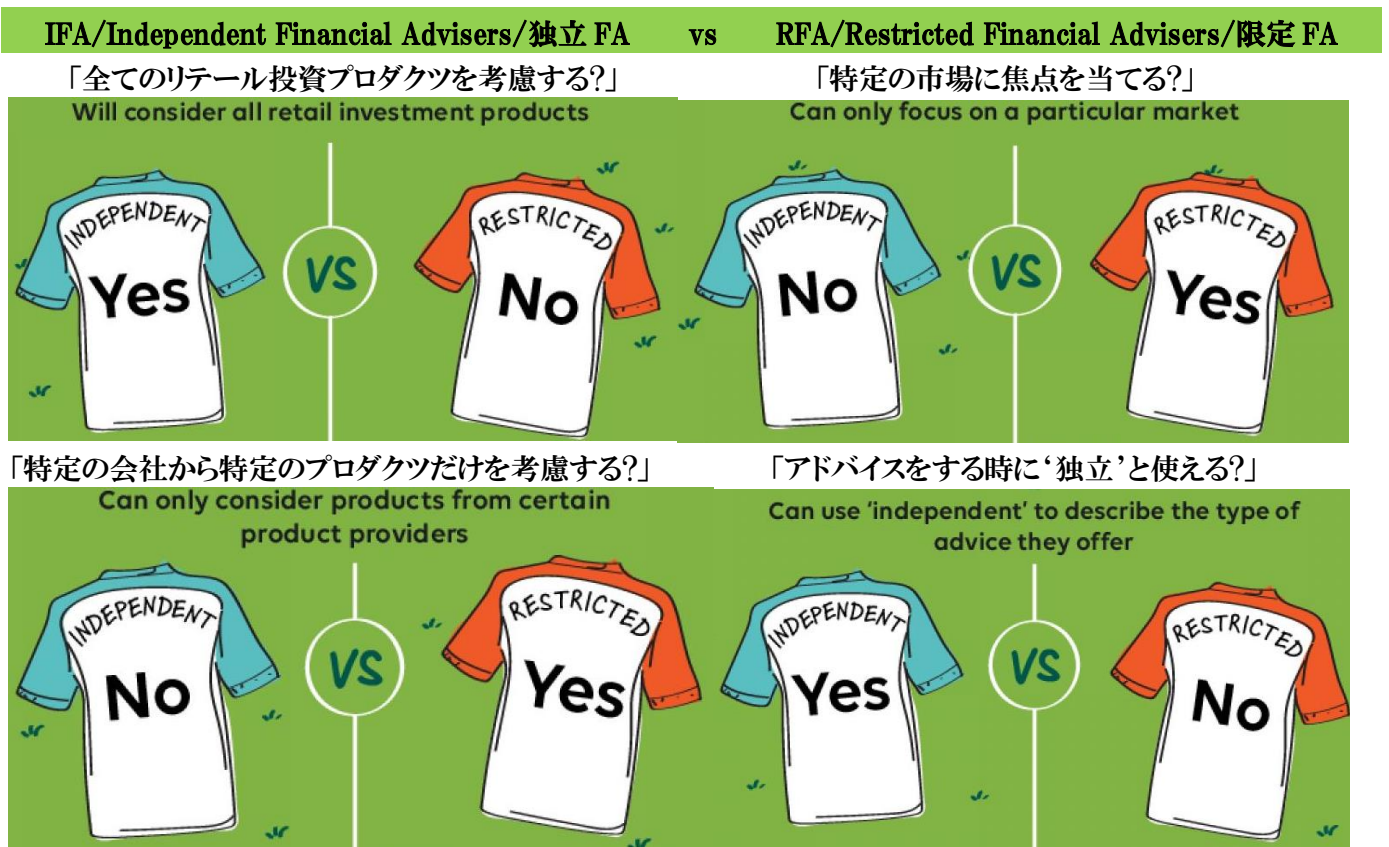 IFA/Independent Financial Advisers/独立 FA vs RFA/Restricted Financial Advisers/限定 FA
「全てのリテール投資プロダクツを考慮する?」
Will consider all retail investment products
INDEPENDENT
Yes
VS
RESTRICTED
No
「特定の市場に焦点を当てる?」
Can only focus on a particular market
INDEPENDENT
No
VS
RESTRICTED
Yes
「特定の会社から特定のプロダクツだけを考慮する?」
Can only consider products from certain
product providers
INDEPENDENT
No
VS
RESTRICTED
Yes
「アドバイスをする時に‘独立’と使える?」
Can use ‘independent’ to describe the type of
advice they offer
INDEPENDENT
Yes
VS
RESTRICTED
No